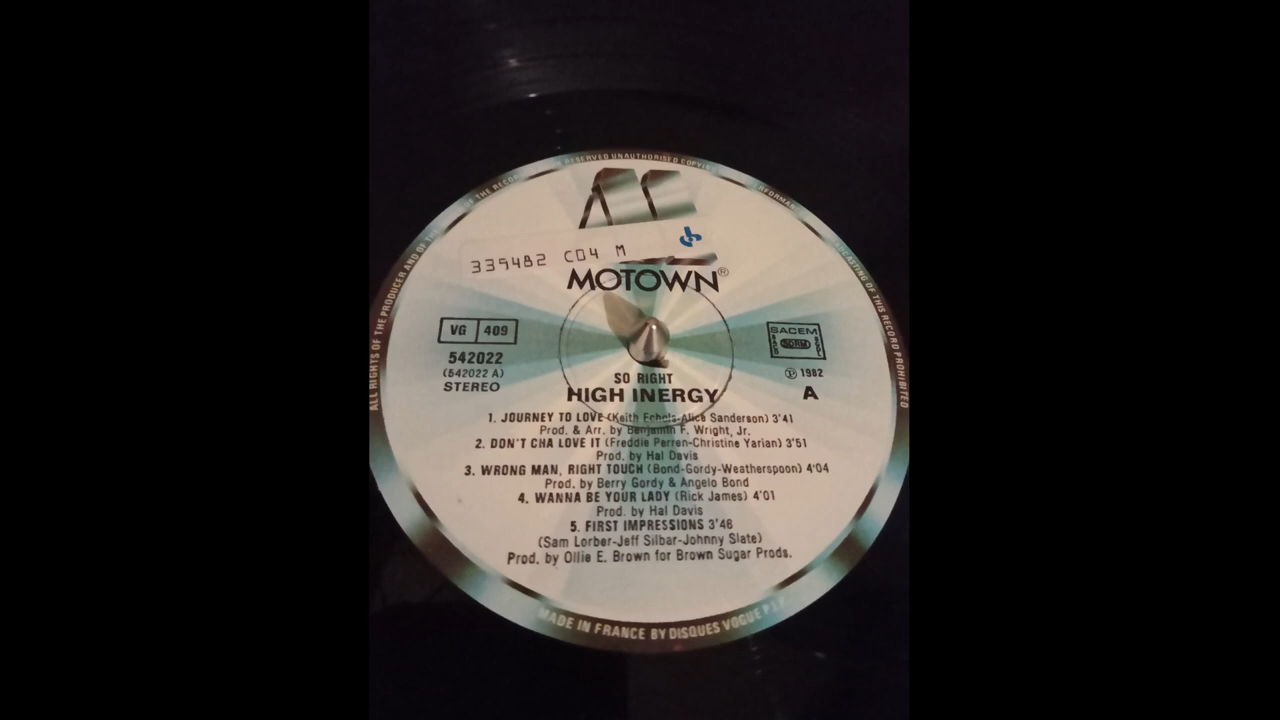 RESERVED UNAUTHORISED COPYING
ALL RIGHTS OF THE PRODUCER AND OF THE
OF THE RECOR
CASTING OF THIS RECORD PROHIBITED
339482 C04 M
MOTOWN®
VG 409
542022
(542022 A)
STEREO
SACEM
SDRM
℗ 1982
A
SO RIGHT
HIGH INERGY
1. JOURNEY TO LOVE (Keith Echols-Alice Sanderson) 3'41
Prod. & Arr. by Benjamin F. Wright, Jr.
2. DON'T CHA LOVE IT (Freddie Perren-Christine Yarian) 3'51
Prod. by Hal Davis
3. WRONG MAN, RIGHT TOUCH (Bond-Gordy-Weatherspoon) 4'04
Prod. by Berry Gordy & Angelo Bond
4. WANNA BE YOUR LADY (Rick James) 4'01
Prod. by Hal Davis
5. FIRST IMPRESSIONS 3'46
(Sam Lorber-Jeff Silbar-Johnny Slate)
Prod. by Ollie E. Brown for Brown Sugar Prods.
MADE IN FRANCE BY DISQUES VOGUE P.I.P.